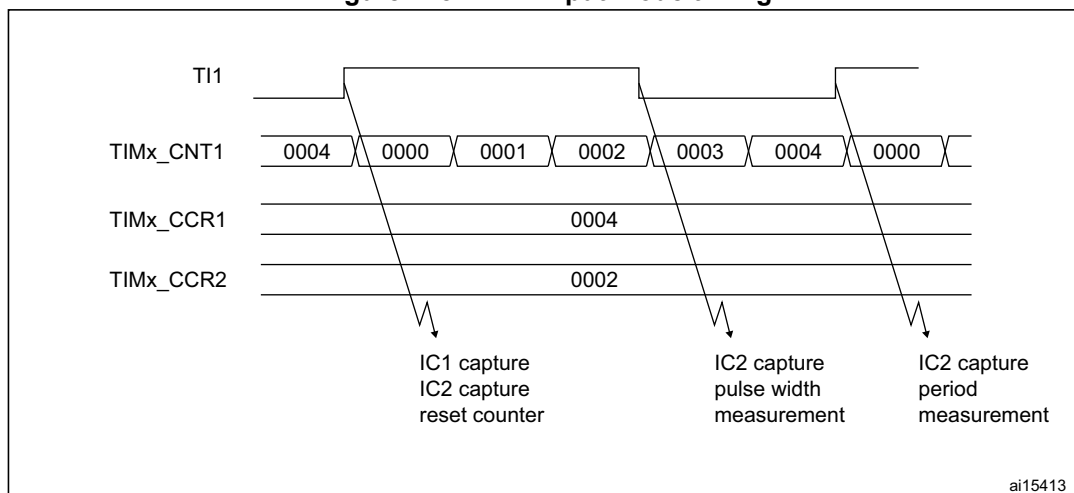 TI1
TIMx_CNT1 0004 0000 0001 0002 0003 0004 0000
TIMx_CCR1 0004
TIMx_CCR2 0002
IC1 capture
IC2 capture
reset counter
IC2 capture
pulse width
measurement
IC2 capture
period
measurement
ai15413